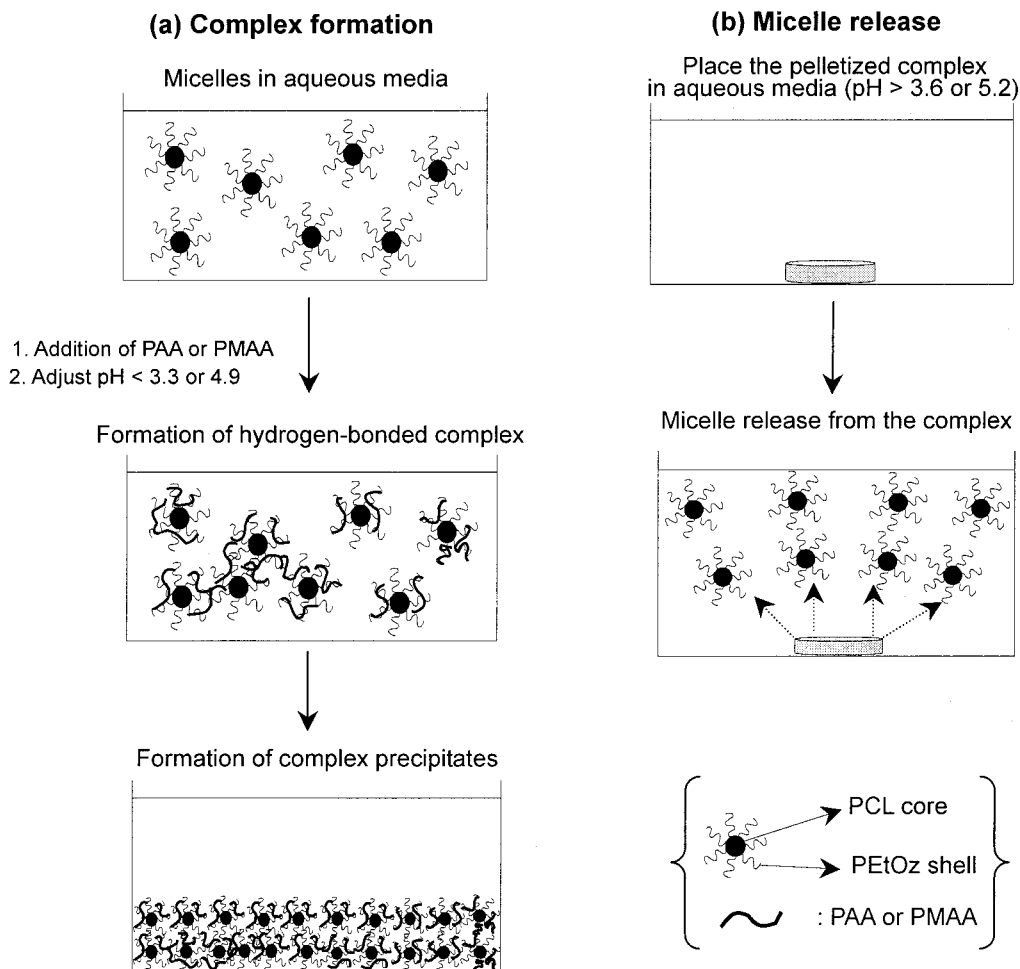 (a) Complex formation
Micelles in aqueous media
1. Addition of PAA or PMAA
2. Adjust pH < 3.3 or 4.9
Formation of hydrogen-bonded complex
Formation of complex precipitates
(b) Micelle release
Place the pelletized complex
in aqueous media (pH > 3.6 or 5.2)
Micelle release from the complex
PCL core
PEtOz shell
: PAA or PMAA